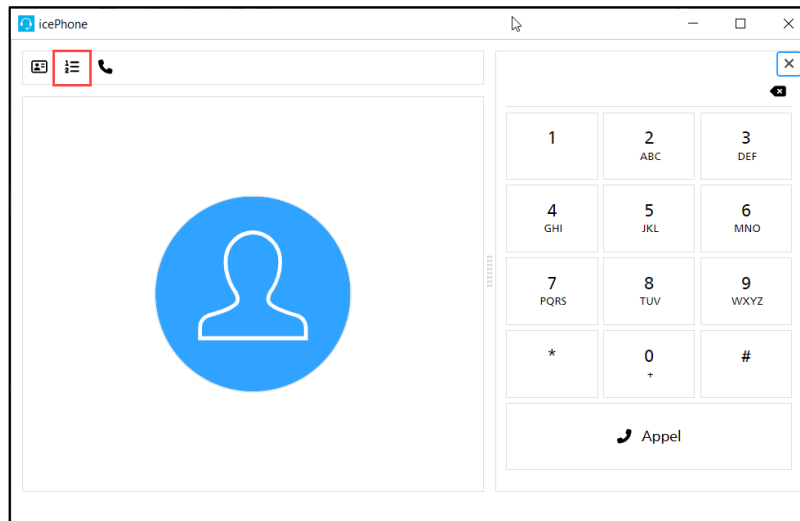 icePhone
1
2 ABC
3 DEF
4 GHI
5 JKL
6 MNO
7 PQRS
8 TUV
9 WXYZ
*
0 +
#
Appel